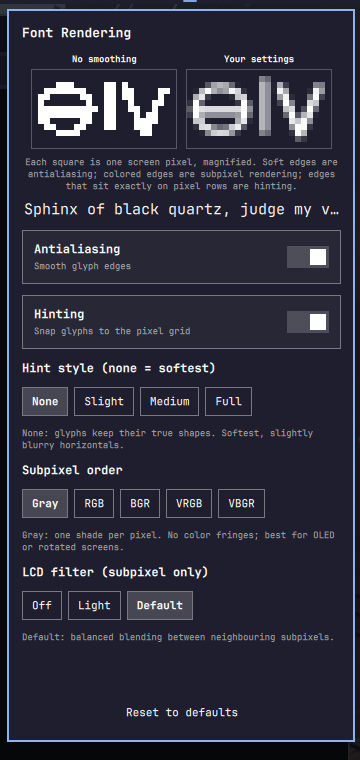 Font Rendering
No smoothing
Your settings
elv
elv
Each square is one screen pixel, magnified. Soft edges are
antialiasing; colored edges are subpixel rendering; edges
that sit exactly on pixel rows are hinting.
Sphinx of black quartz, judge my v…
Antialiasing
Smooth glyph edges
Hinting
Snap glyphs to the pixel grid
Hint style (none = softest)
None
Slight
Medium
Full
None: glyphs keep their true shapes. Softest, slightly
blurry horizontals.
Subpixel order
Gray
RGB
BGR
VRGB
VBGR
Gray: one shade per pixel. No color fringes; best for OLED
or rotated screens.
LCD filter (subpixel only)
Off
Light
Default
Default: balanced blending between neighbouring subpixels.
Reset to defaults